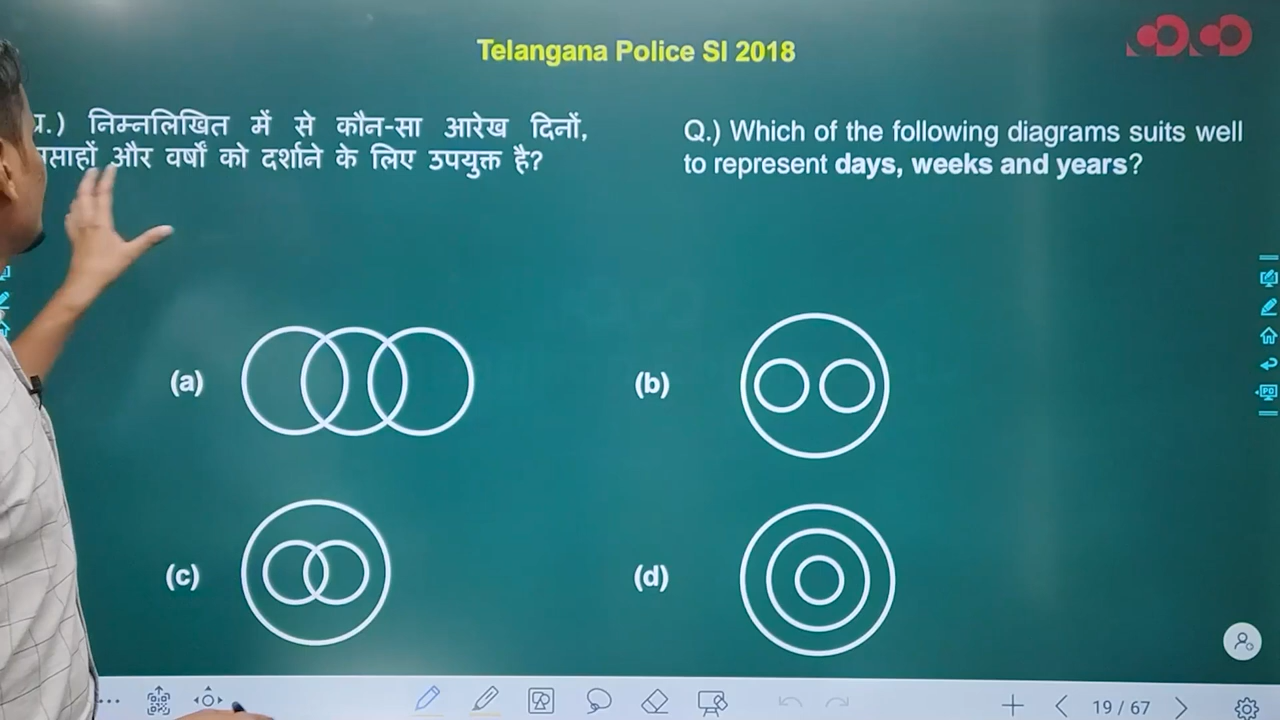 Telangana Police SI 2018
निम्नलिखित में से कौन-सा आरेख दिनों,
और वर्षों को दर्शाने के लिए उपयुक्त है?
Q.) Which of the following diagrams suits well
to represent days, weeks and years?
(a)
(b)
(c)
(d)
19 / 67